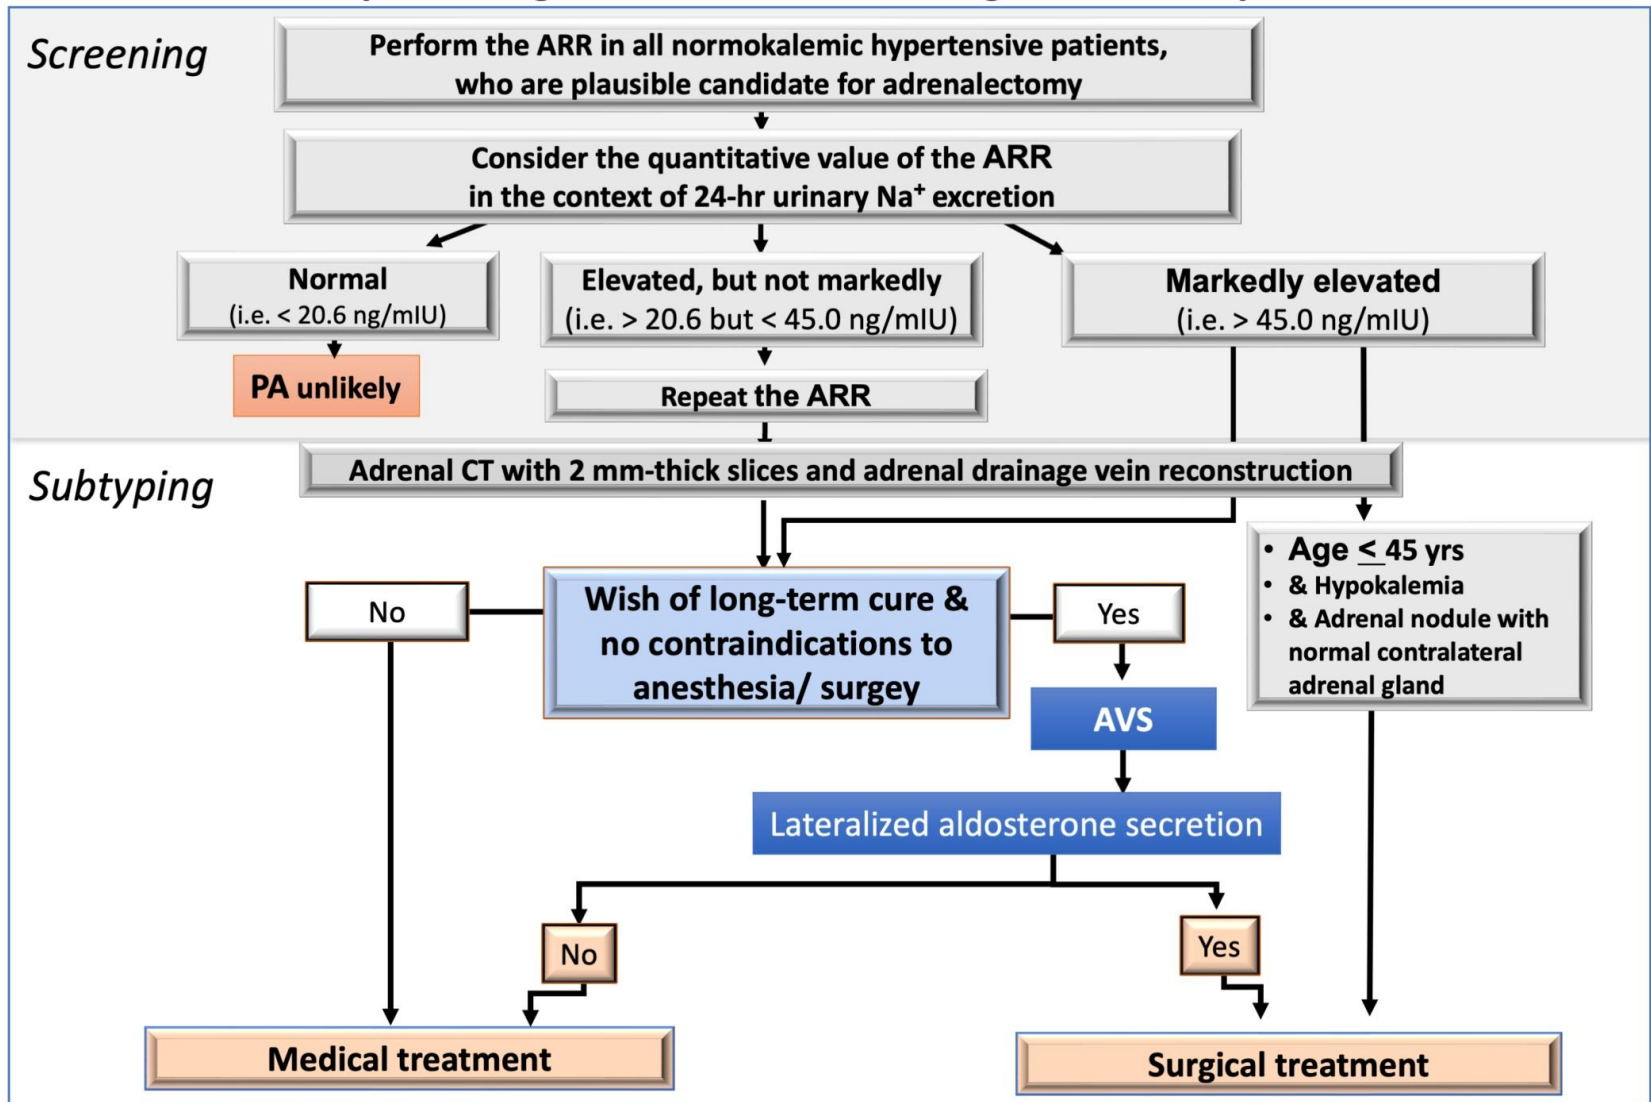 Screening
Perform the ARR in all normokalemic hypertensive patients,
who are plausible candidate for adrenalectomy
Consider the quantitative value of the ARR
in the context of 24-hr urinary Na⁺ excretion
Normal
(i.e. < 20.6 ng/mIU)
Elevated, but not markedly
(i.e. > 20.6 but < 45.0 ng/mIU)
Markedly elevated
(i.e. > 45.0 ng/mIU)
PA unlikely
Repeat the ARR
Subtyping
Adrenal CT with 2 mm-thick slices and adrenal drainage vein reconstruction
• Age ≤ 45 yrs
• & Hypokalemia
• & Adrenal nodule with
normal contralateral
adrenal gland
No
Wish of long-term cure &
no contraindications to
anesthesia/ surgey
Yes
AVS
Lateralized aldosterone secretion
No
Yes
Medical treatment
Surgical treatment